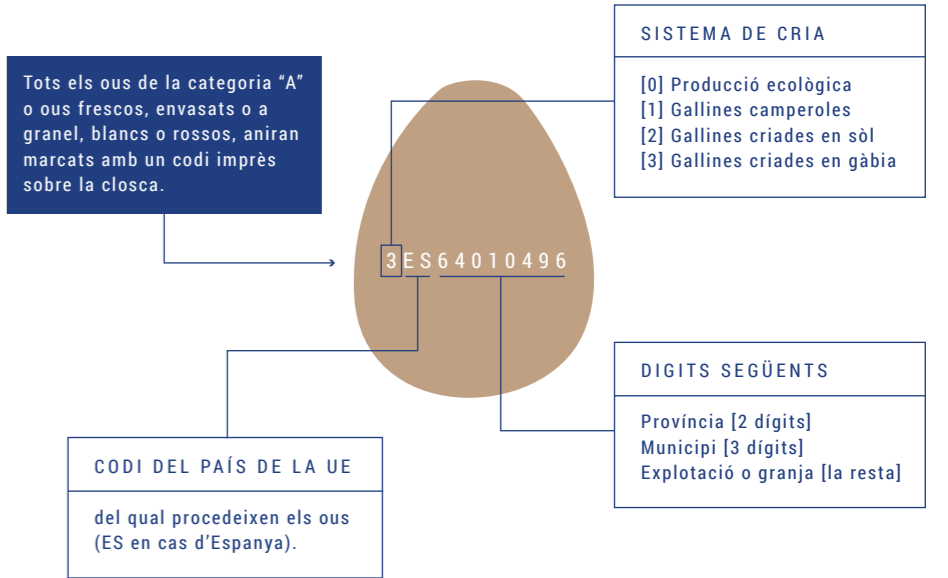 Tots els ous de la categoria “A”
o ous frescos, envasats o a
granel, blancs o rossos, aniran
marcats amb un codi imprès
sobre la closca.
SISTEMA DE CRIA
[0] Producció ecològica
[1] Gallines camperoles
[2] Gallines criades en sòl
[3] Gallines criades en gàbia
3ES64010496
CODI DEL PAÍS DE LA UE
del qual procedeixen els ous
(ES en cas d’Espanya).
DIGITS SEGÜENTS
Província [2 dígits]
Municipi [3 dígits]
Explotació o granja [la resta]